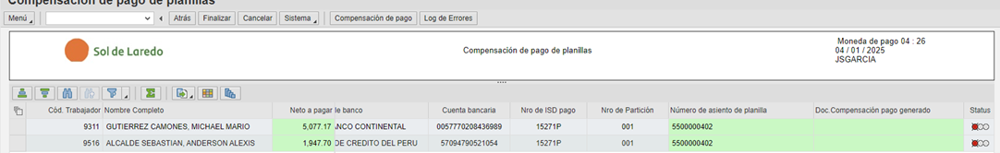 Compensación de pago de planillas
Menú Atrás Finalizar Cancelar Sistema Compensación de pago Log de Errores
Sol de Laredo
Compensación de pago de planillas
Moneda de pago 04 : 26
04 / 01 / 2025
JSGARCIA
Cód. Trabajador Nombre Completo Neto a pagar le banco Cuenta bancaria Nro de ISD pago Nro de Partición Número de asiento de planilla Doc.Compensación pago generado Status
9311 GUTIERREZ CAMONES, MICHAEL MARIO 5,077.17 NCO CONTINENTAL 0057770208436989 15271P 001 5500000402
9516 ALCALDE SEBASTIAN, ANDERSON ALEXIS 1,947.70 DE CREDITO DEL PERU 57094790521054 15271P 001 5500000402